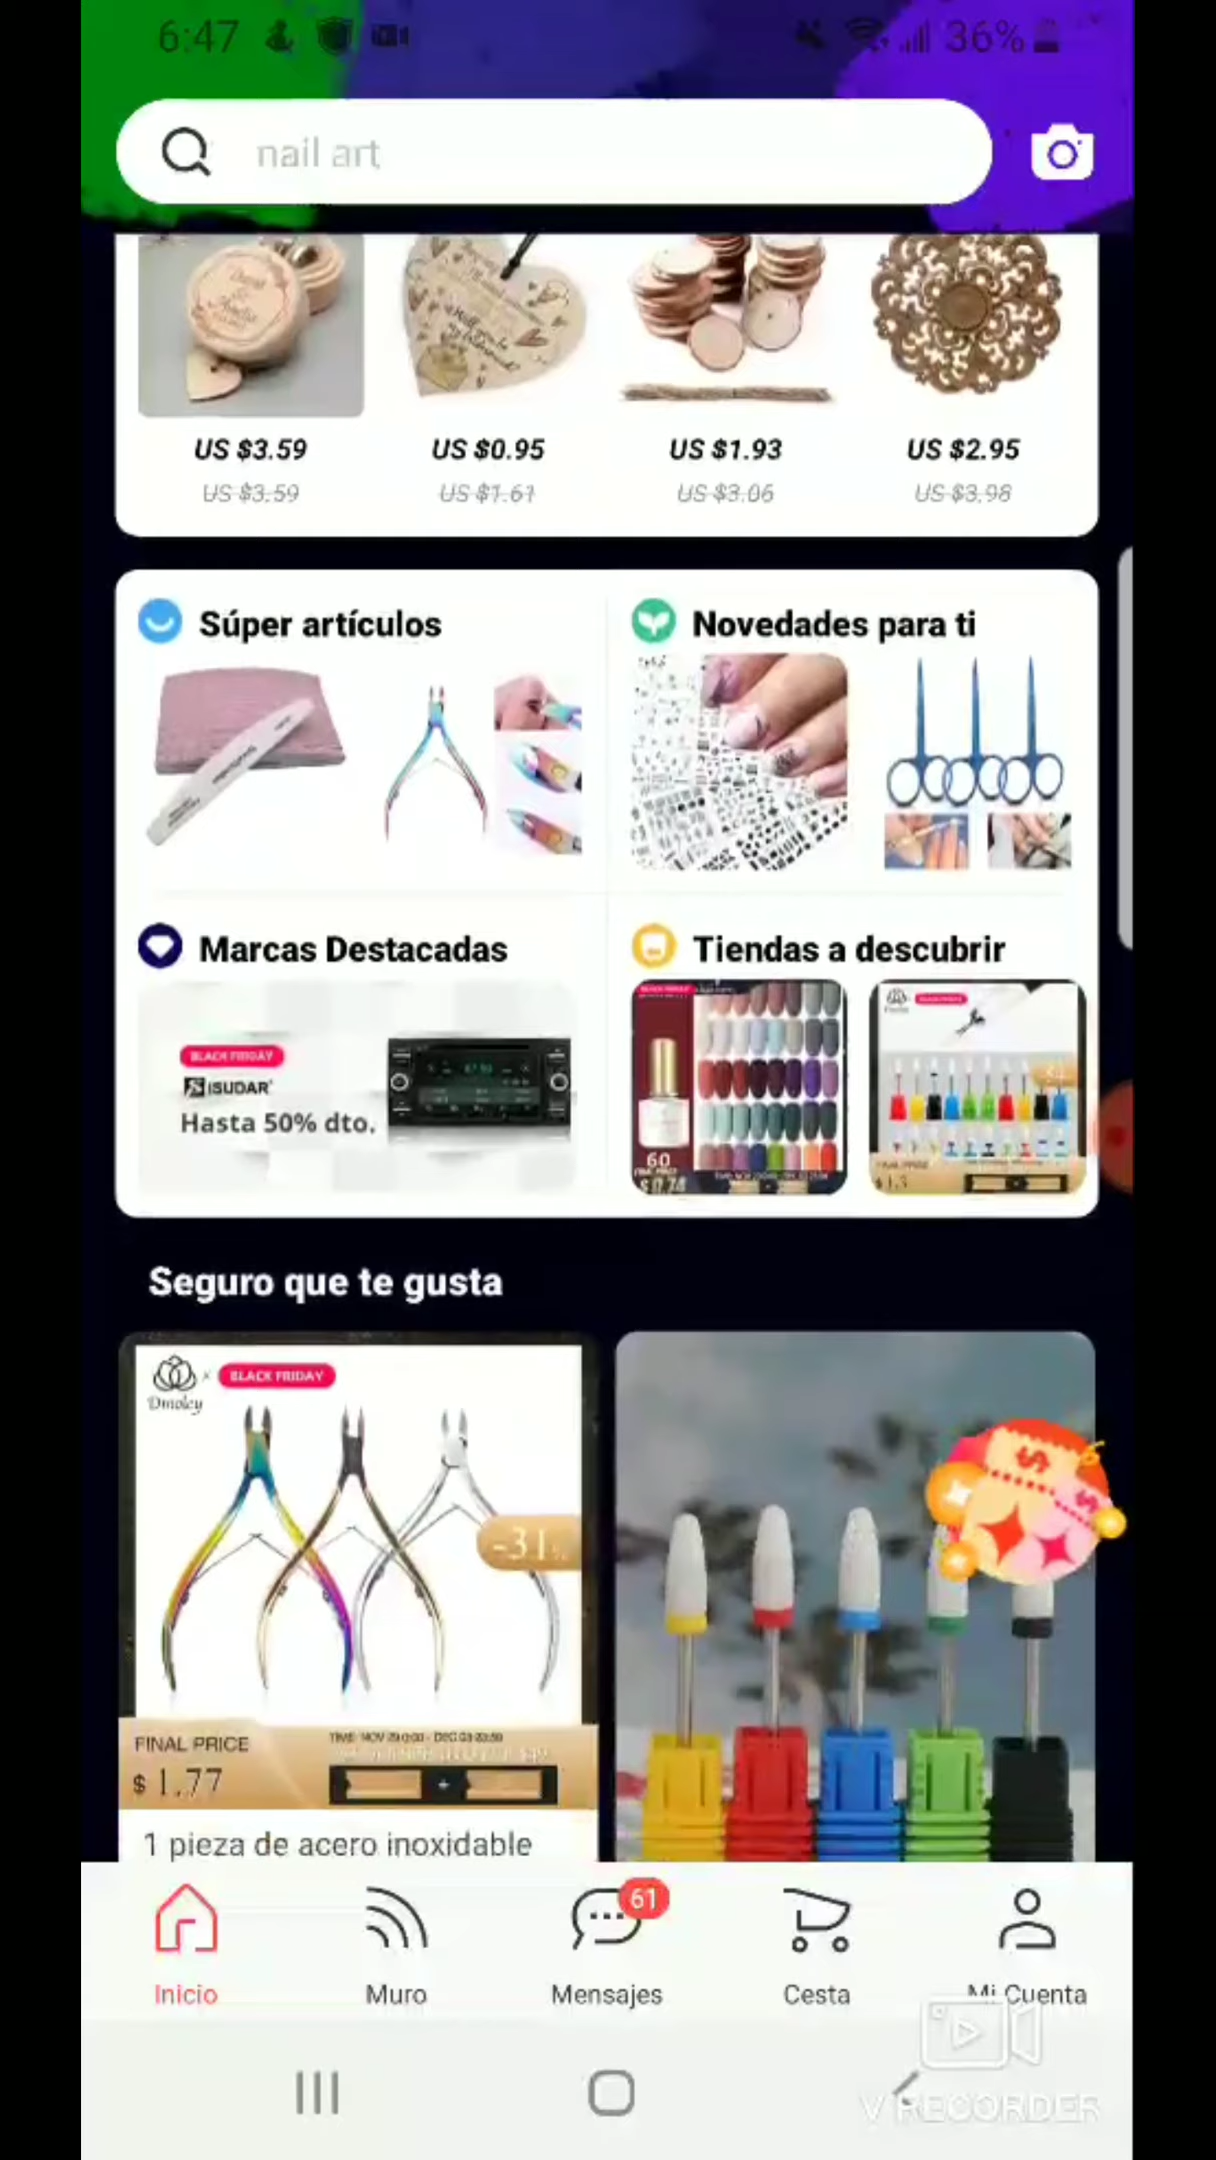 6:47
36%
nail art
US $3.59
US $0.95
US $1.93
US $2.95
US $3.59
US $1.61
US $3.06
US $3.98
Súper artículos
Novedades para ti
Marcas Destacadas
Tiendas a descubrir
BLACK FRIDAY
ISUDAR
Hasta 50% dto.
60
Seguro que te gusta
BLACK FRIDAY
Dmoley
-31
FINAL PRICE
$ 1.77
1 pieza de acero inoxidable
61
Inicio
Muro
Mensajes
Cesta
Mi Cuenta
V RECORDER